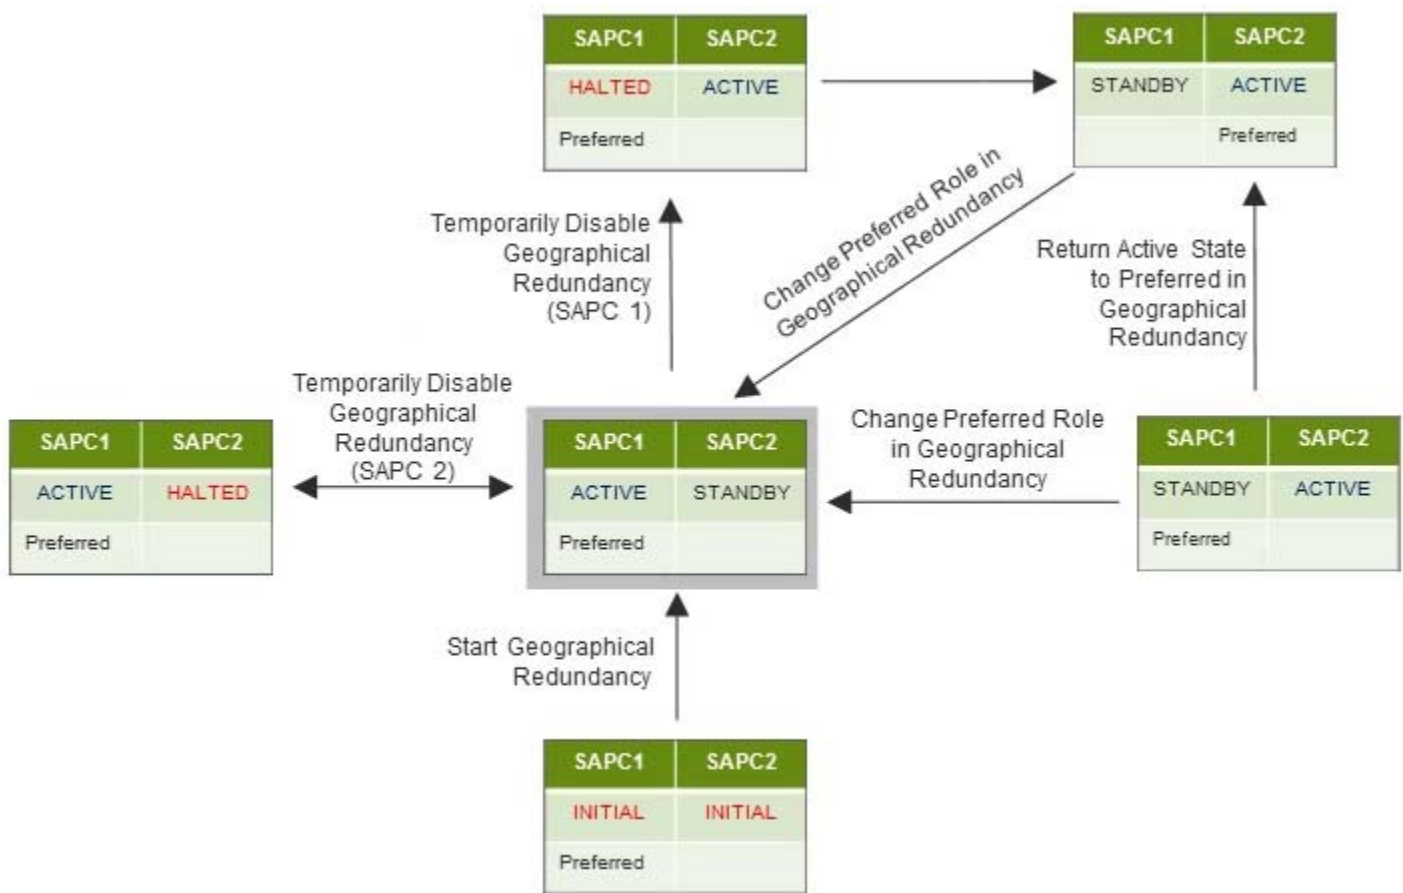 SAPC1 SAPC2
HALTED ACTIVE
Preferred
SAPC1 SAPC2
STANDBY ACTIVE
Preferred
Temporarily Disable
Geographical
Redundancy
(SAPC 1)
Change Preferred Role in
Geographical Redundancy
Return Active State
to Preferred in
Geographical
Redundancy
Temporarily Disable
Geographical
Redundancy
(SAPC 2)
SAPC1 SAPC2
ACTIVE HALTED
Preferred
SAPC1 SAPC2
ACTIVE STANDBY
Preferred
Change Preferred Role
in Geographical
Redundancy
SAPC1 SAPC2
STANDBY ACTIVE
Preferred
Start Geographical
Redundancy
SAPC1 SAPC2
INITIAL INITIAL
Preferred